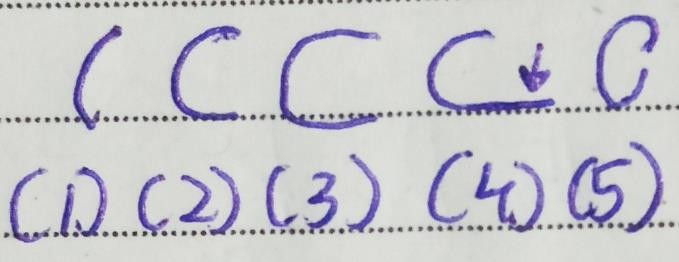 ( C C C ↓ C
(1) (2) (3) (4) (5)